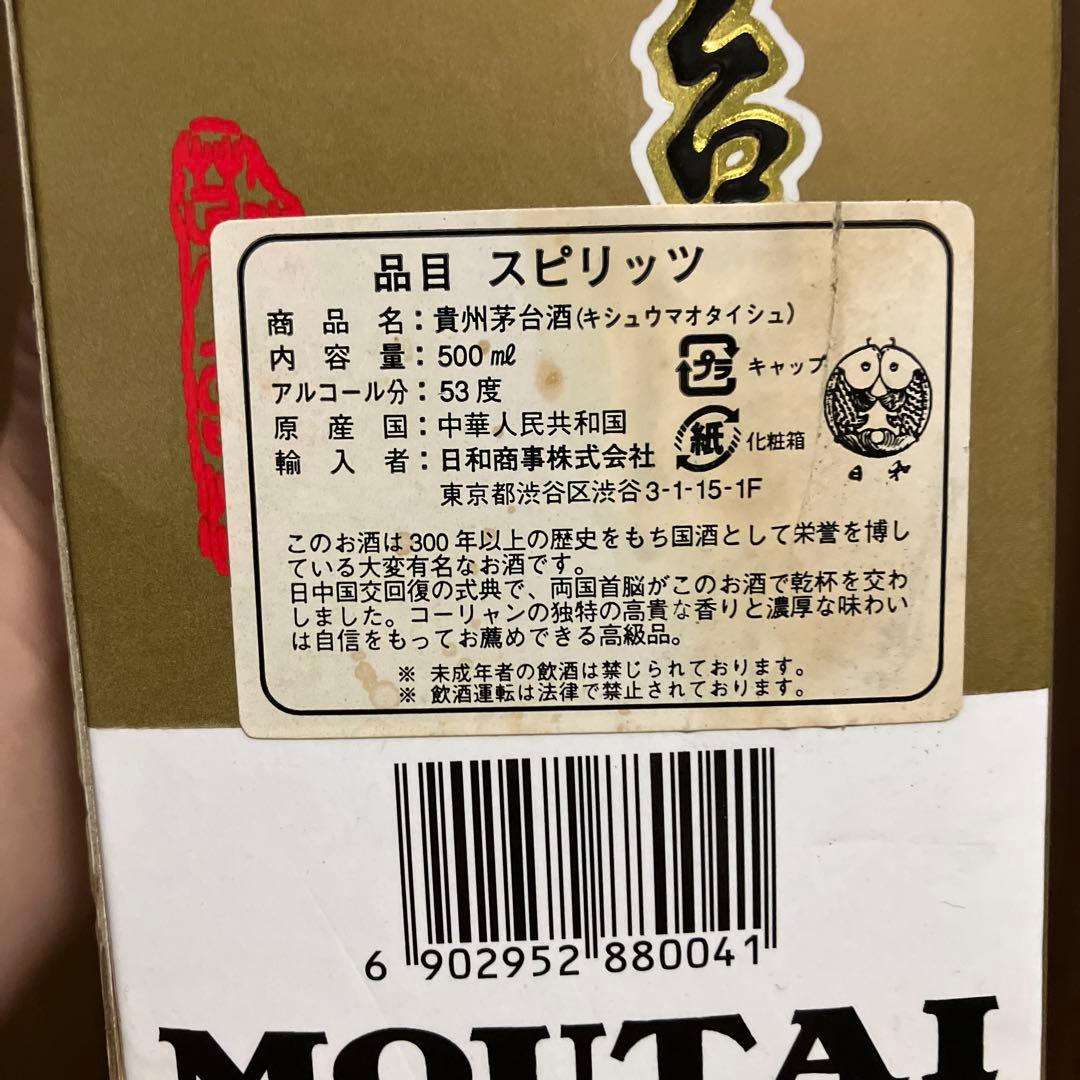 台
品目 スピリッツ
商品名：貴州茅台酒(キシュウマオタイシュ)
内容量：500㎖
アルコール分：53度
原産国：中華人民共和国
輸入者：日和商事株式会社
東京都渋谷区渋谷3-1-15-1F
プラ キャップ
紙 化粧箱
日和
このお酒は300年以上の歴史をもち国酒として栄誉を博し
ている大変有名なお酒です。
日中国交回復の式典で、両国首脳がこのお酒で乾杯を交わ
しました。コーリャンの独特の高貴な香りと濃厚な味わい
は自信をもってお薦めできる高級品。
※ 未成年者の飲酒は禁じられております。
※ 飲酒運転は法律で禁止されております。
6 902952 880041
MOUTAI